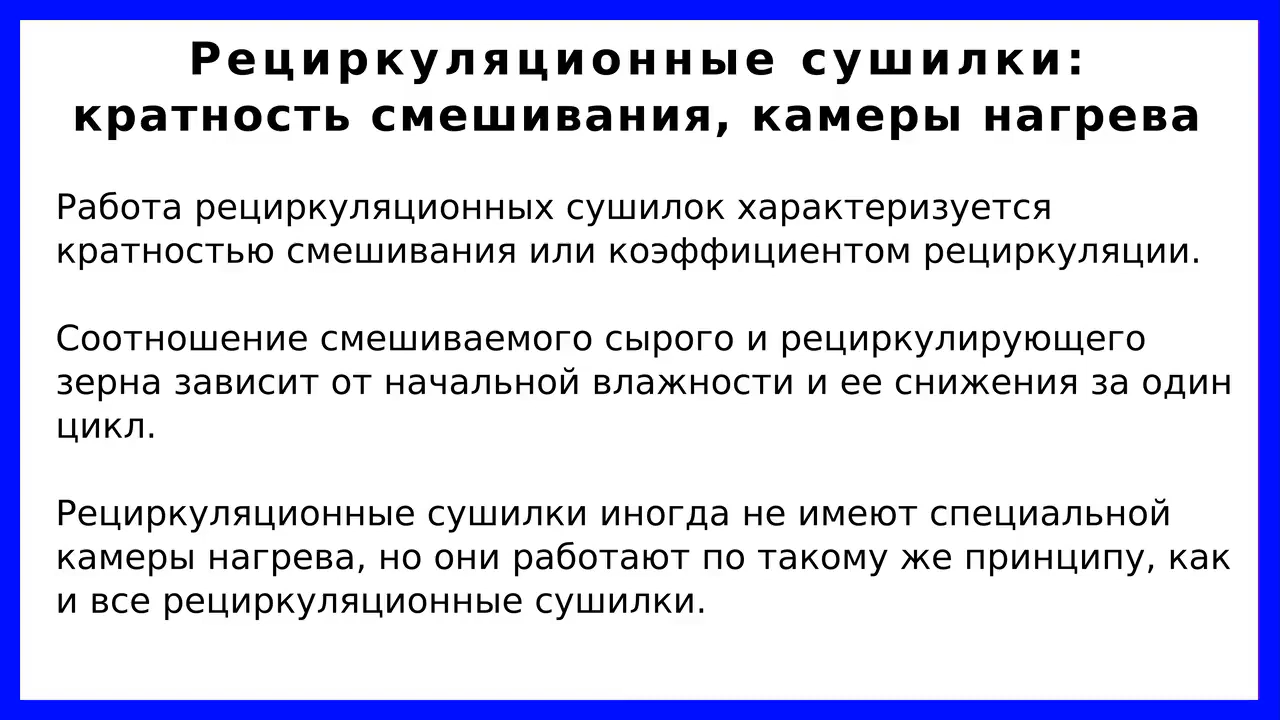 Рециркуляционные сушилки:
кратность смешивания, камеры нагрева
Работа рециркуляционных сушилок характеризуется
кратностью смешивания или коэффициентом рециркуляции.
Соотношение смешиваемого сырого и рециркулирующего
зерна зависит от начальной влажности и ее снижения за один
цикл.
Рециркуляционные сушилки иногда не имеют специальной
камеры нагрева, но они работают по такому же принципу, как
и все рециркуляционные сушилки.